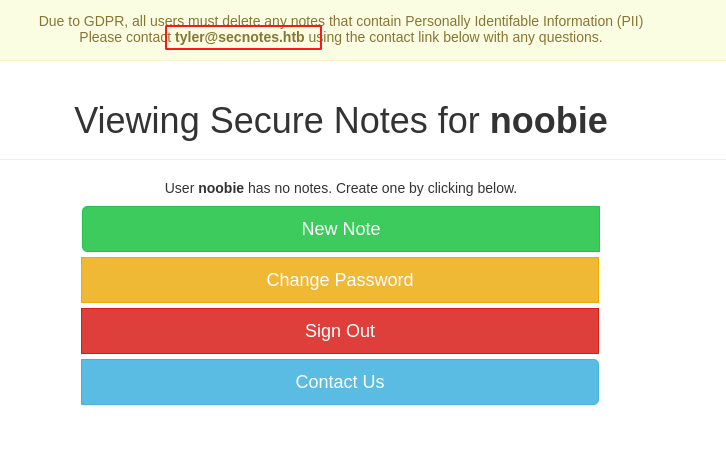 Due to GDPR, all users must delete any notes that contain Personally Identifable Information (PII)
Please contact tyler@secnotes.htb using the contact link below with any questions.
Viewing Secure Notes for noobie
User noobie has no notes. Create one by clicking below.
New Note
Change Password
Sign Out
Contact Us